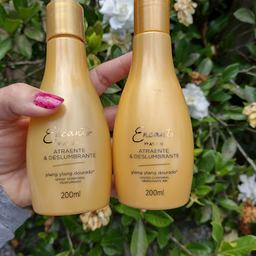 Encanto
ATRAENTE
& DESLUMBRANTE
ylang ylang dourado
200ml
Encanto
ATRAENTE
& DESLUMBRANTE
ylang ylang dourado
200ml